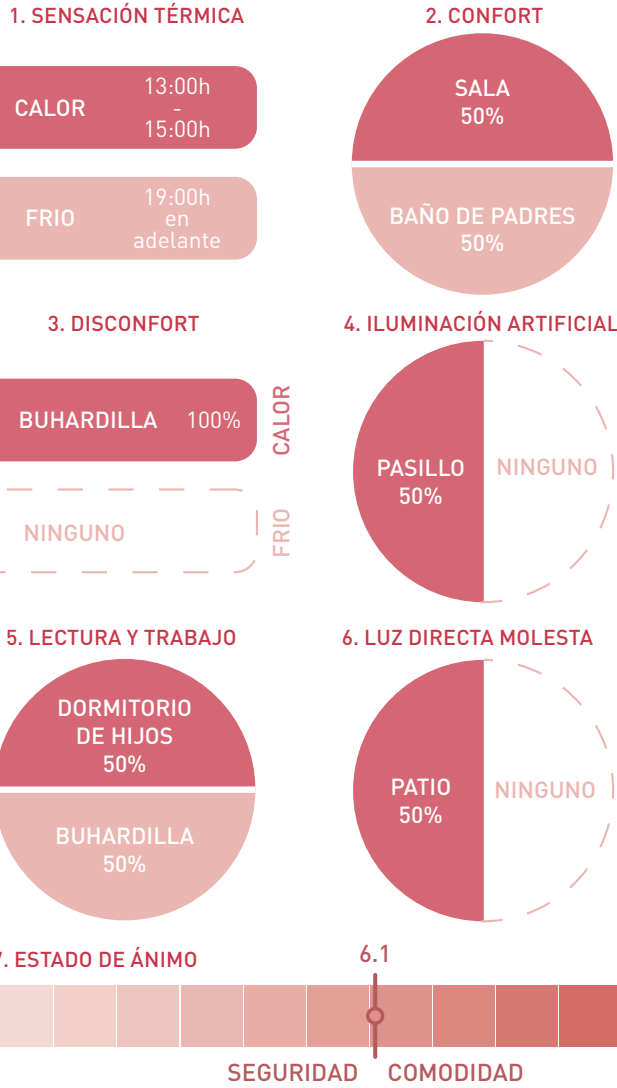 1. SENSACIÓN TÉRMICA
CALOR
13:00h
-
15:00h
FRIO
19:00h
en
adelante
2. CONFORT
SALA
50%
BAÑO DE PADRES
50%
3. DISCONFORT
BUHARDILLA 100%
CALOR
NINGUNO
FRIO
4. ILUMINACIÓN ARTIFICIAL
PASILLO
50%
NINGUNO
5. LECTURA Y TRABAJO
DORMITORIO
DE HIJOS
50%
BUHARDILLA
50%
6. LUZ DIRECTA MOLESTA
PATIO
50%
NINGUNO
7. ESTADO DE ÁNIMO
6.1
SEGURIDAD COMODIDAD